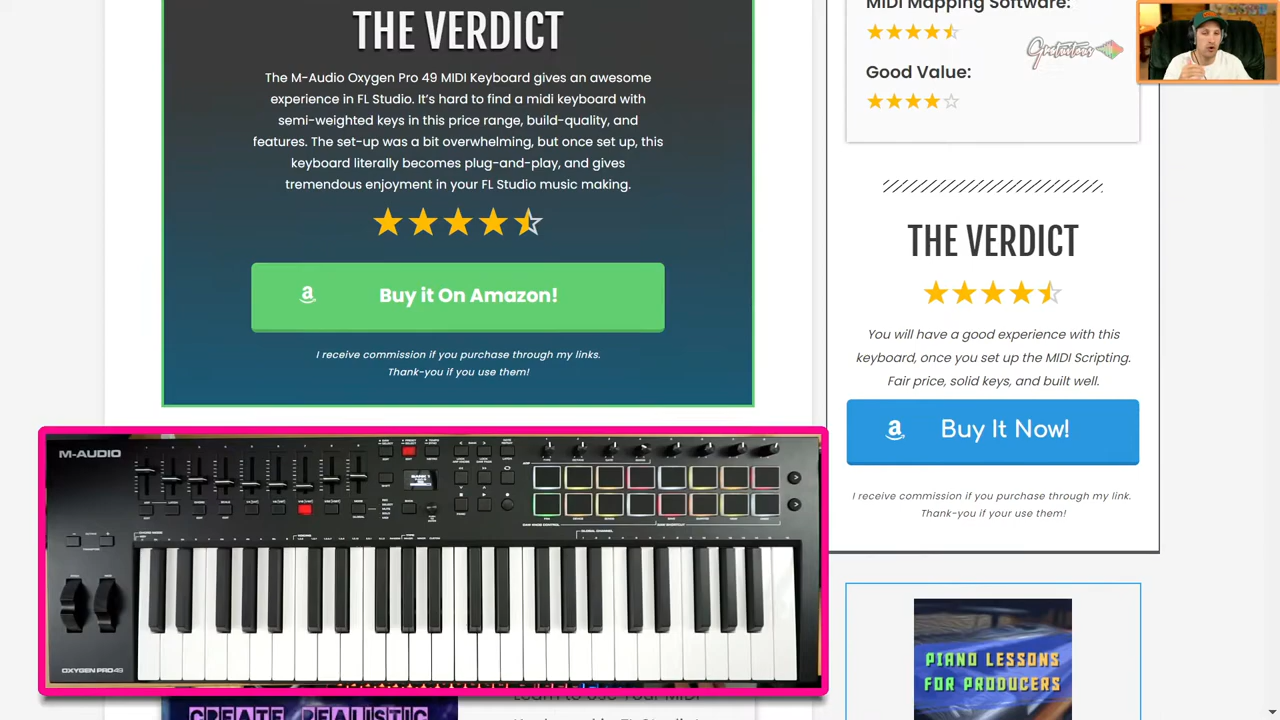 THE VERDICT
The M-Audio Oxygen Pro 49 MIDI Keyboard gives an awesome
experience in FL Studio. It's hard to find a midi keyboard with
semi-weighted keys in this price range, build-quality, and
features. The set-up was a bit overwhelming, but once set up, this
keyboard literally becomes plug-and-play, and gives
tremendous enjoyment in your FL Studio music making.
Buy it On Amazon!
I receive commission if you purchase through my links.
Thank-you if you use them!
MIDI Mapping Software:
Good Value:
THE VERDICT
You will have a good experience with this
keyboard, once you set up the MIDI Scripting.
Fair price, solid keys, and built well.
Buy It Now!
I receive commission if you purchase through my link.
Thank-you if your use them!
M-AUDIO
OXYGEN PRO 49
PIANO LESSONS
FOR PRODUCERS
CREATE REALISTIC
Learn to Use Your MIDI